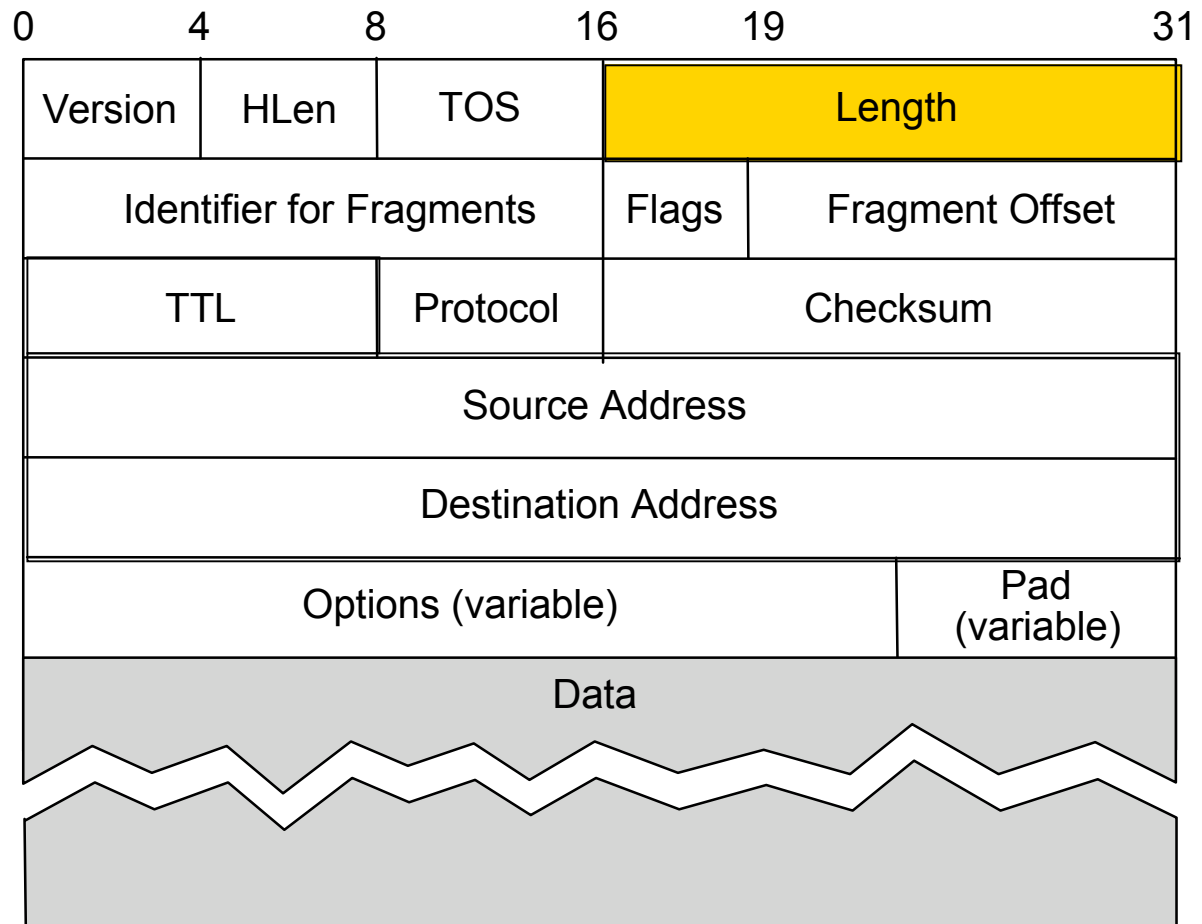 0 4 8 16 19 31
Version HLen TOS Length
Identifier for Fragments Flags Fragment Offset
TTL Protocol Checksum
Source Address
Destination Address
Options (variable) Pad
(variable)
Data